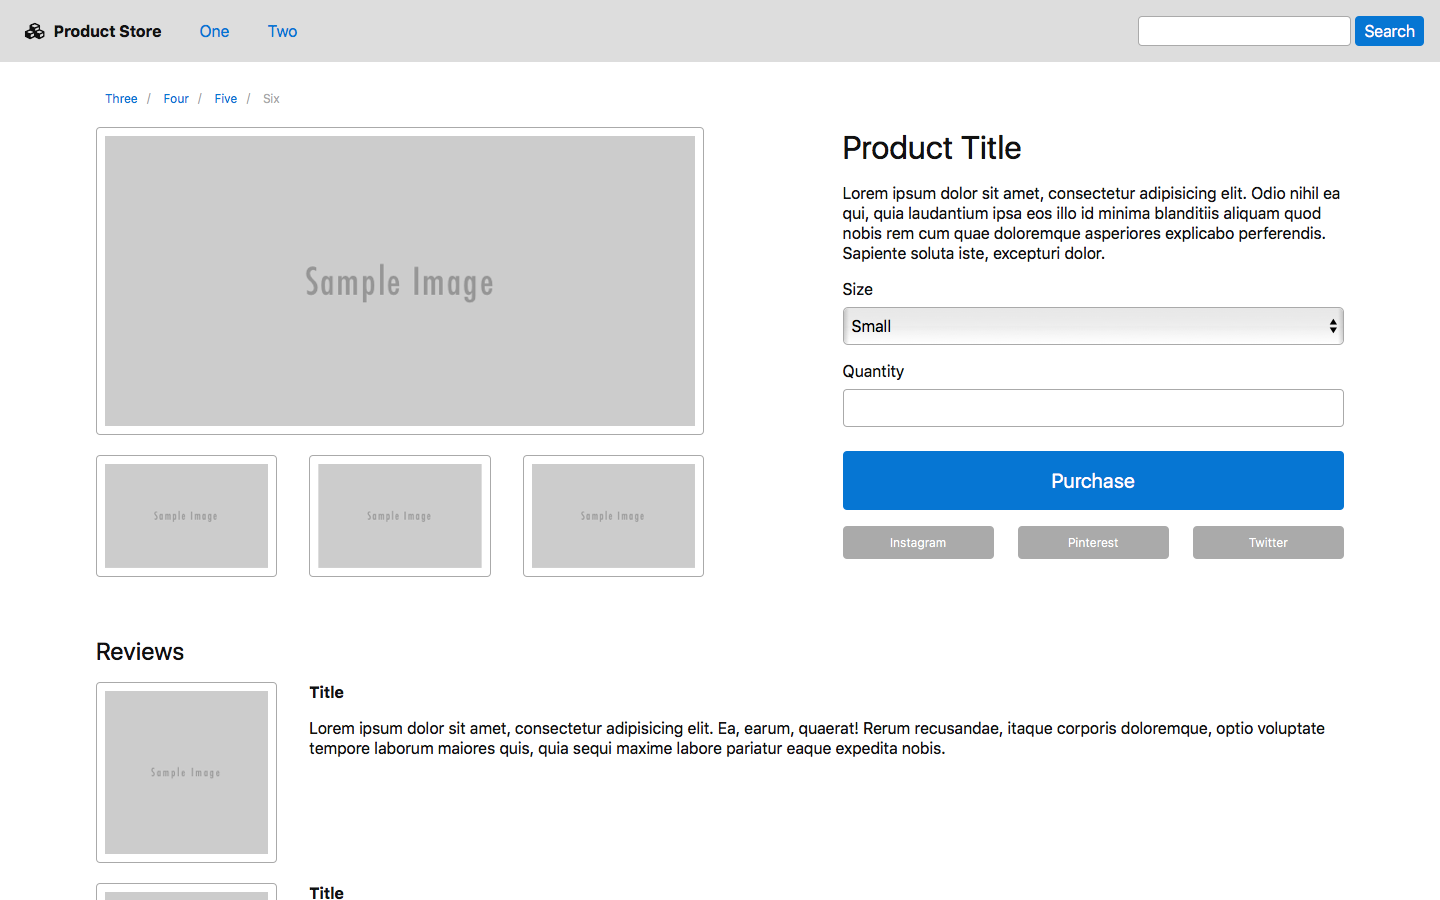 Product Store One Two Search
Three / Four / Five / Six
Sample Image
Sample Image Sample Image Sample Image
Product Title
Lorem ipsum dolor sit amet, consectetur adipisicing elit. Odio nihil ea
qui, quia laudantium ipsa eos illo id minima blanditiis aliquam quod
nobis rem cum quae doloremque asperiores explicabo perferendis.
Sapiente soluta iste, excepturi dolor.
Size
Small
Quantity
Purchase
Instagram Pinterest Twitter
Reviews
Sample Image
Title
Lorem ipsum dolor sit amet, consectetur adipisicing elit. Ea, earum, quaerat! Rerum recusandae, itaque corporis doloremque, optio voluptate
tempore laborum maiores quis, quia sequi maxime labore pariatur eaque expedita nobis.
Title